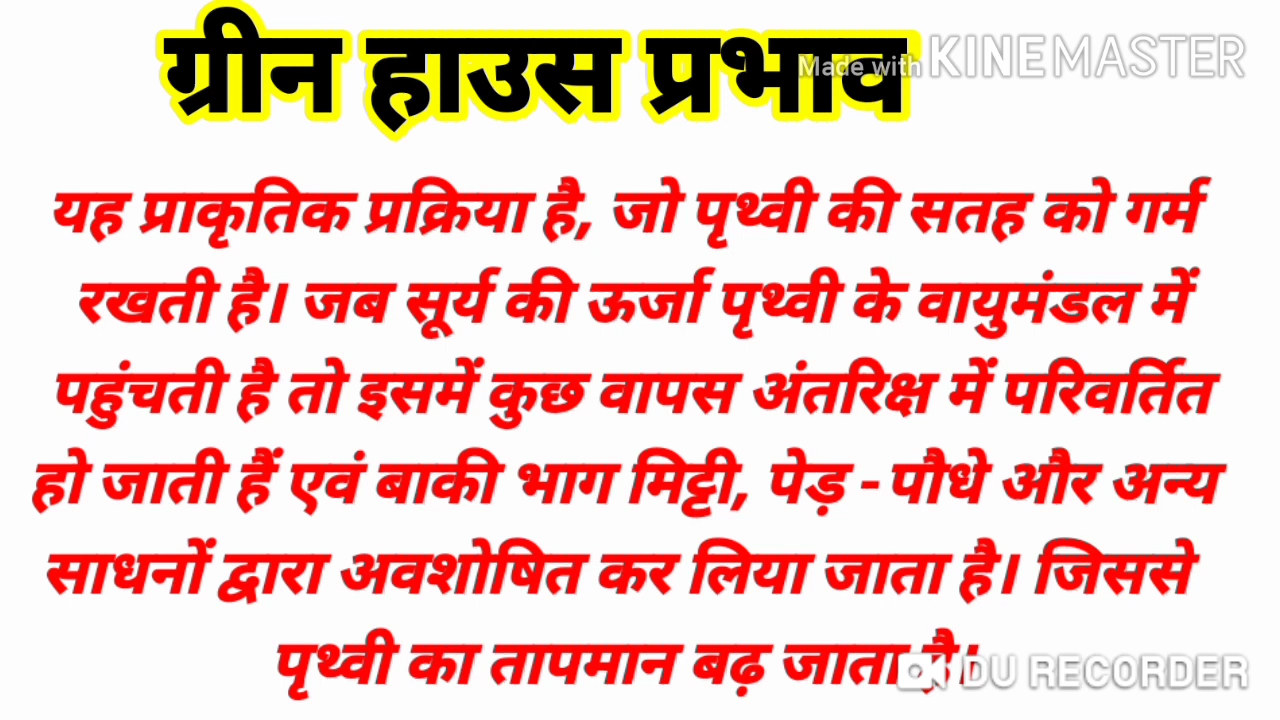 ग्रीन हाउस प्रभाव
Made with KINEMASTER
यह प्राकृतिक प्रक्रिया है, जो पृथ्वी की सतह को गर्म
रखती है। जब सूर्य की ऊर्जा पृथ्वी के वायुमंडल में
पहुंचती है तो इसमें कुछ वापस अंतरिक्ष में परिवर्तित
हो जाती हैं एवं बाकी भाग मिट्टी, पेड़ - पौधे और अन्य
साधनों द्वारा अवशोषित कर लिया जाता है। जिससे
पृथ्वी का तापमान बढ़ जाता है।
DU RECORDER